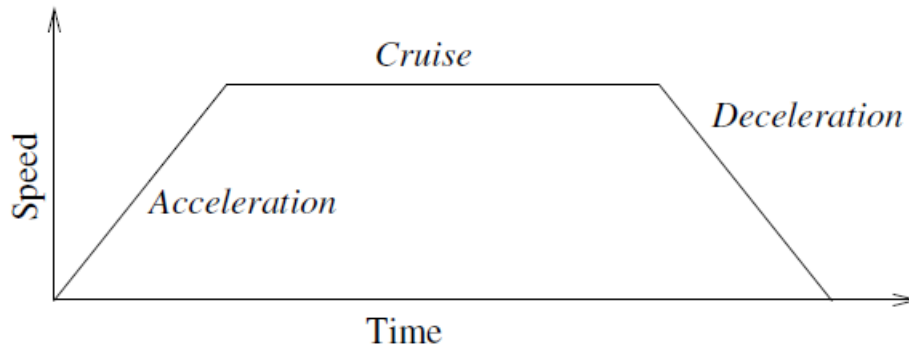 Cruise
Deceleration
Acceleration
Speed
Time